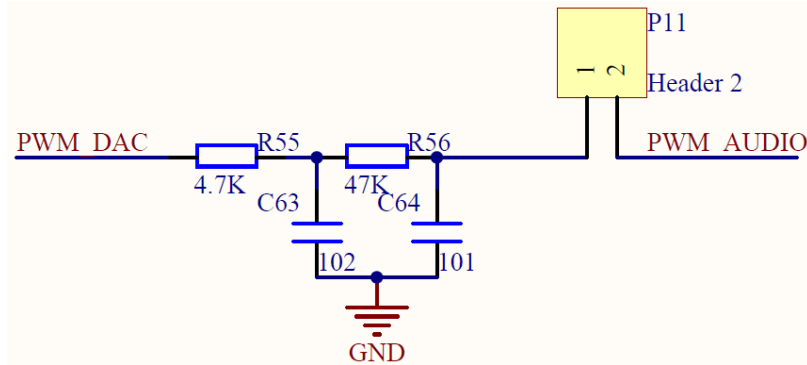 P11
1 2
Header 2
PWM_DAC R55 R56 PWM_AUDIO
4.7K 47K
C63 C64
102 101
GND